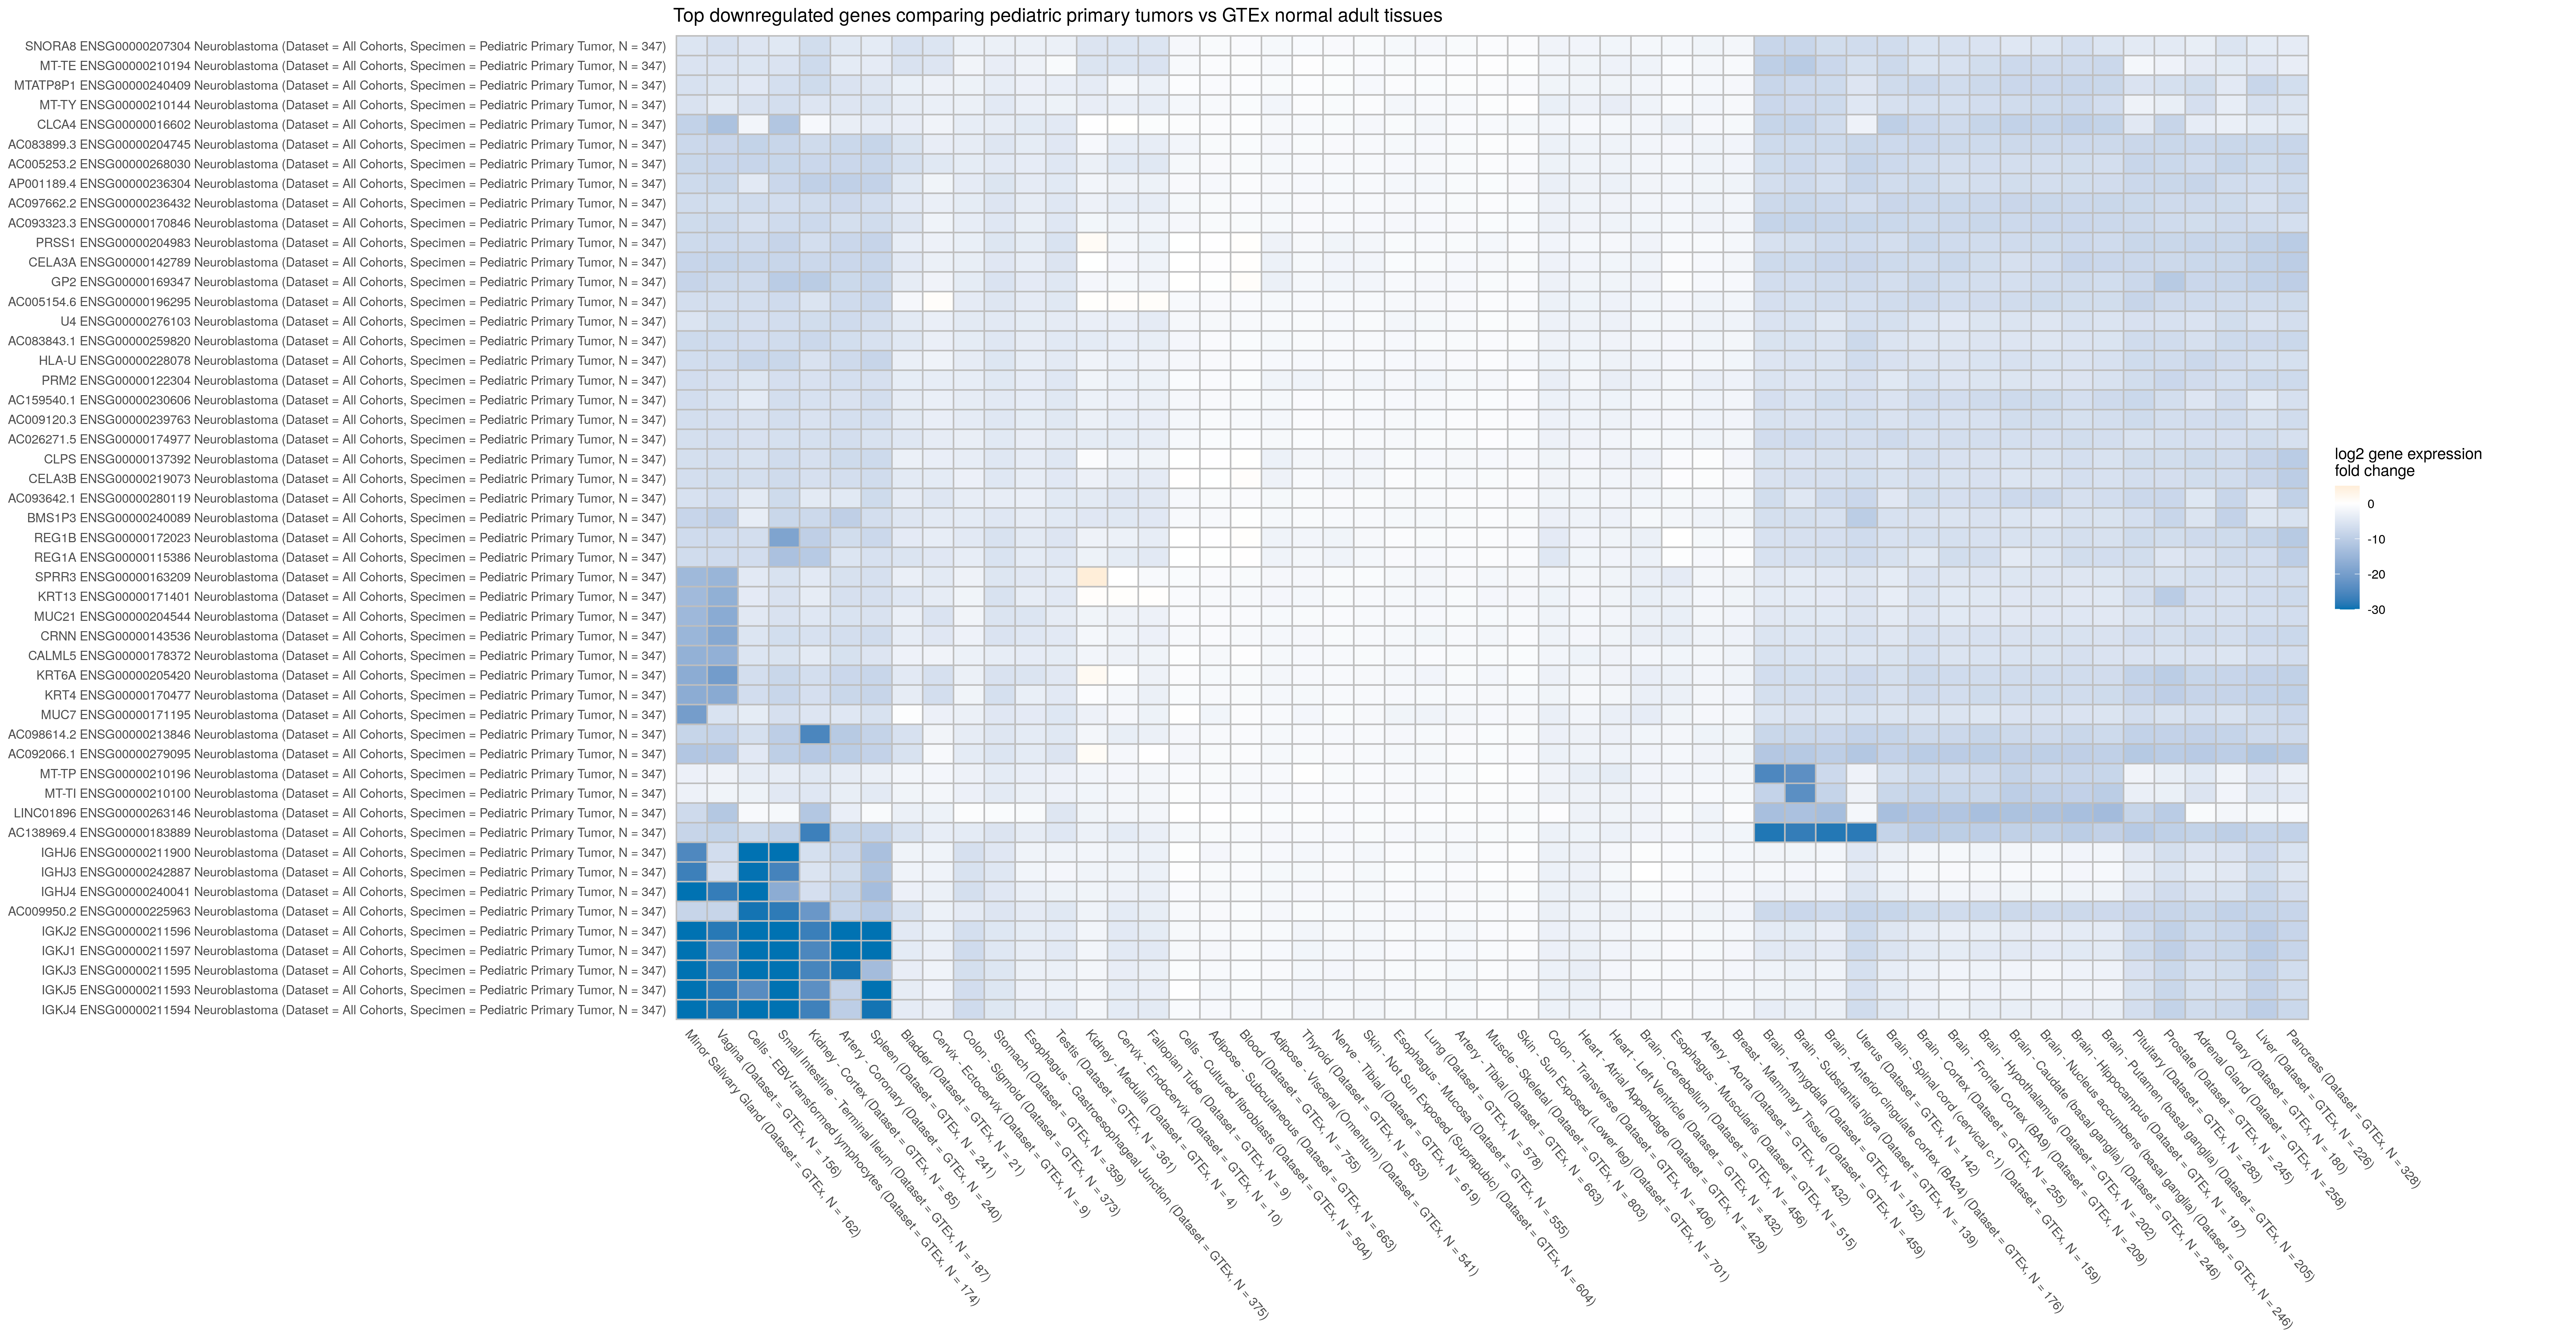 Top downregulated genes comparing pediatric primary tumors vs GTEx normal adult tissues
SNORA8 ENSG00000207304 Neuroblastoma (Dataset = All Cohorts, Specimen = Pediatric Primary Tumor, N = 347)
MT-TE ENSG00000210194 Neuroblastoma (Dataset = All Cohorts, Specimen = Pediatric Primary Tumor, N = 347)
MTATP8P1 ENSG00000240409 Neuroblastoma (Dataset = All Cohorts, Specimen = Pediatric Primary Tumor, N = 347)
MT-TY ENSG00000210144 Neuroblastoma (Dataset = All Cohorts, Specimen = Pediatric Primary Tumor, N = 347)
CLCA4 ENSG00000016602 Neuroblastoma (Dataset = All Cohorts, Specimen = Pediatric Primary Tumor, N = 347)
AC083899.3 ENSG00000204745 Neuroblastoma (Dataset = All Cohorts, Specimen = Pediatric Primary Tumor, N = 347)
AC005253.2 ENSG00000268030 Neuroblastoma (Dataset = All Cohorts, Specimen = Pediatric Primary Tumor, N = 347)
AP001189.4 ENSG00000236304 Neuroblastoma (Dataset = All Cohorts, Specimen = Pediatric Primary Tumor, N = 347)
AC097662.2 ENSG00000236432 Neuroblastoma (Dataset = All Cohorts, Specimen = Pediatric Primary Tumor, N = 347)
AC093323.3 ENSG00000170846 Neuroblastoma (Dataset = All Cohorts, Specimen = Pediatric Primary Tumor, N = 347)
PRSS1 ENSG00000204983 Neuroblastoma (Dataset = All Cohorts, Specimen = Pediatric Primary Tumor, N = 347)
CELA3A ENSG00000142789 Neuroblastoma (Dataset = All Cohorts, Specimen = Pediatric Primary Tumor, N = 347)
GP2 ENSG00000169347 Neuroblastoma (Dataset = All Cohorts, Specimen = Pediatric Primary Tumor, N = 347)
AC005154.6 ENSG00000196295 Neuroblastoma (Dataset = All Cohorts, Specimen = Pediatric Primary Tumor, N = 347)
U4 ENSG00000276103 Neuroblastoma (Dataset = All Cohorts, Specimen = Pediatric Primary Tumor, N = 347)
AC083843.1 ENSG00000259820 Neuroblastoma (Dataset = All Cohorts, Specimen = Pediatric Primary Tumor, N = 347)
HLA-U ENSG00000228078 Neuroblastoma (Dataset = All Cohorts, Specimen = Pediatric Primary Tumor, N = 347)
PRM2 ENSG00000122304 Neuroblastoma (Dataset = All Cohorts, Specimen = Pediatric Primary Tumor, N = 347)
AC159540.1 ENSG00000230606 Neuroblastoma (Dataset = All Cohorts, Specimen = Pediatric Primary Tumor, N = 347)
AC009120.3 ENSG00000239763 Neuroblastoma (Dataset = All Cohorts, Specimen = Pediatric Primary Tumor, N = 347)
AC026271.5 ENSG00000174977 Neuroblastoma (Dataset = All Cohorts, Specimen = Pediatric Primary Tumor, N = 347)
CLPS ENSG00000137392 Neuroblastoma (Dataset = All Cohorts, Specimen = Pediatric Primary Tumor, N = 347)
CELA3B ENSG00000219073 Neuroblastoma (Dataset = All Cohorts, Specimen = Pediatric Primary Tumor, N = 347)
AC093642.1 ENSG00000280119 Neuroblastoma (Dataset = All Cohorts, Specimen = Pediatric Primary Tumor, N = 347)
BMS1P3 ENSG00000240089 Neuroblastoma (Dataset = All Cohorts, Specimen = Pediatric Primary Tumor, N = 347)
REG1B ENSG00000172023 Neuroblastoma (Dataset = All Cohorts, Specimen = Pediatric Primary Tumor, N = 347)
REG1A ENSG00000115386 Neuroblastoma (Dataset = All Cohorts, Specimen = Pediatric Primary Tumor, N = 347)
SPRR3 ENSG00000163209 Neuroblastoma (Dataset = All Cohorts, Specimen = Pediatric Primary Tumor, N = 347)
KRT13 ENSG00000171401 Neuroblastoma (Dataset = All Cohorts, Specimen = Pediatric Primary Tumor, N = 347)
MUC21 ENSG00000204544 Neuroblastoma (Dataset = All Cohorts, Specimen = Pediatric Primary Tumor, N = 347)
CRNN ENSG00000143536 Neuroblastoma (Dataset = All Cohorts, Specimen = Pediatric Primary Tumor, N = 347)
CALML5 ENSG00000178372 Neuroblastoma (Dataset = All Cohorts, Specimen = Pediatric Primary Tumor, N = 347)
KRT6A ENSG00000205420 Neuroblastoma (Dataset = All Cohorts, Specimen = Pediatric Primary Tumor, N = 347)
KRT4 ENSG00000170477 Neuroblastoma (Dataset = All Cohorts, Specimen = Pediatric Primary Tumor, N = 347)
MUC7 ENSG00000171195 Neuroblastoma (Dataset = All Cohorts, Specimen = Pediatric Primary Tumor, N = 347)
AC098614.2 ENSG00000213846 Neuroblastoma (Dataset = All Cohorts, Specimen = Pediatric Primary Tumor, N = 347)
AC092066.1 ENSG00000279095 Neuroblastoma (Dataset = All Cohorts, Specimen = Pediatric Primary Tumor, N = 347)
MT-TP ENSG00000210196 Neuroblastoma (Dataset = All Cohorts, Specimen = Pediatric Primary Tumor, N = 347)
MT-TI ENSG00000210100 Neuroblastoma (Dataset = All Cohorts, Specimen = Pediatric Primary Tumor, N = 347)
LINC01896 ENSG00000263146 Neuroblastoma (Dataset = All Cohorts, Specimen = Pediatric Primary Tumor, N = 347)
AC138969.4 ENSG00000183889 Neuroblastoma (Dataset = All Cohorts, Specimen = Pediatric Primary Tumor, N = 347)
IGHJ6 ENSG00000211900 Neuroblastoma (Dataset = All Cohorts, Specimen = Pediatric Primary Tumor, N = 347)
IGHJ3 ENSG00000242887 Neuroblastoma (Dataset = All Cohorts, Specimen = Pediatric Primary Tumor, N = 347)
IGHJ4 ENSG00000240041 Neuroblastoma (Dataset = All Cohorts, Specimen = Pediatric Primary Tumor, N = 347)
AC009950.2 ENSG00000225963 Neuroblastoma (Dataset = All Cohorts, Specimen = Pediatric Primary Tumor, N = 347)
IGKJ2 ENSG00000211596 Neuroblastoma (Dataset = All Cohorts, Specimen = Pediatric Primary Tumor, N = 347)
IGKJ1 ENSG00000211597 Neuroblastoma (Dataset = All Cohorts, Specimen = Pediatric Primary Tumor, N = 347)
IGKJ3 ENSG00000211595 Neuroblastoma (Dataset = All Cohorts, Specimen = Pediatric Primary Tumor, N = 347)
IGKJ5 ENSG00000211593 Neuroblastoma (Dataset = All Cohorts, Specimen = Pediatric Primary Tumor, N = 347)
IGKJ4 ENSG00000211594 Neuroblastoma (Dataset = All Cohorts, Specimen = Pediatric Primary Tumor, N = 347)
Minor Salivary Gland (Dataset = GTEx, N = 162)
Vagina (Dataset = GTEx, N = 156)
Cells - EBV-transformed lymphocytes (Dataset = GTEx, N = 174)
Small Intestine - Terminal Ileum (Dataset = GTEx, N = 187)
Kidney - Cortex (Dataset = GTEx, N = 85)
Artery - Coronary (Dataset = GTEx, N = 240)
Spleen (Dataset = GTEx, N = 241)
Bladder (Dataset = GTEx, N = 21)
Cervix - Ectocervix (Dataset = GTEx, N = 9)
Colon - Sigmoid (Dataset = GTEx, N = 373)
Stomach (Dataset = GTEx, N = 359)
Esophagus - Gastroesophageal Junction (Dataset = GTEx, N = 375)
Testis (Dataset = GTEx, N = 361)
Kidney - Medulla (Dataset = GTEx, N = 4)
Cervix - Endocervix (Dataset = GTEx, N = 10)
Fallopian Tube (Dataset = GTEx, N = 9)
Cells - Cultured fibroblasts (Dataset = GTEx, N = 504)
Adipose - Subcutaneous (Dataset = GTEx, N = 663)
Blood (Dataset = GTEx, N = 755)
Adipose - Visceral (Omentum) (Dataset = GTEx, N = 541)
Thyroid (Dataset = GTEx, N = 653)
Nerve - Tibial (Dataset = GTEx, N = 619)
Skin - Not Sun Exposed (Suprapubic) (Dataset = GTEx, N = 604)
Esophagus - Mucosa (Dataset = GTEx, N = 555)
Lung (Dataset = GTEx, N = 578)
Artery - Tibial (Dataset = GTEx, N = 663)
Muscle - Skeletal (Dataset = GTEx, N = 803)
Skin - Sun Exposed (Lower leg) (Dataset = GTEx, N = 701)
Colon - Transverse (Dataset = GTEx, N = 406)
Heart - Atrial Appendage (Dataset = GTEx, N = 429)
Heart - Left Ventricle (Dataset = GTEx, N = 432)
Brain - Cerebellum (Dataset = GTEx, N = 456)
Esophagus - Muscularis (Dataset = GTEx, N = 515)
Artery - Aorta (Dataset = GTEx, N = 432)
Breast - Mammary Tissue (Dataset = GTEx, N = 459)
Brain - Amygdala (Dataset = GTEx, N = 152)
Brain - Substantia nigra (Dataset = GTEx, N = 139)
Brain - Anterior cingulate cortex (BA24) (Dataset = GTEx, N = 176)
Uterus (Dataset = GTEx, N = 142)
Brain - Spinal cord (cervical c-1) (Dataset = GTEx, N = 159)
Brain - Cortex (Dataset = GTEx, N = 255)
Brain - Frontal Cortex (BA9) (Dataset = GTEx, N = 209)
Brain - Hypothalamus (Dataset = GTEx, N = 202)
Brain - Caudate (basal ganglia) (Dataset = GTEx, N = 246)
Brain - Nucleus accumbens (basal ganglia) (Dataset = GTEx, N = 246)
Brain - Hippocampus (Dataset = GTEx, N = 197)
Brain - Putamen (basal ganglia) (Dataset = GTEx, N = 205)
Pituitary (Dataset = GTEx, N = 283)
Prostate (Dataset = GTEx, N = 245)
Adrenal Gland (Dataset = GTEx, N = 258)
Ovary (Dataset = GTEx, N = 180)
Liver (Dataset = GTEx, N = 226)
Pancreas (Dataset = GTEx, N = 328)
log2 gene expression
fold change
0
-10
-20
-30